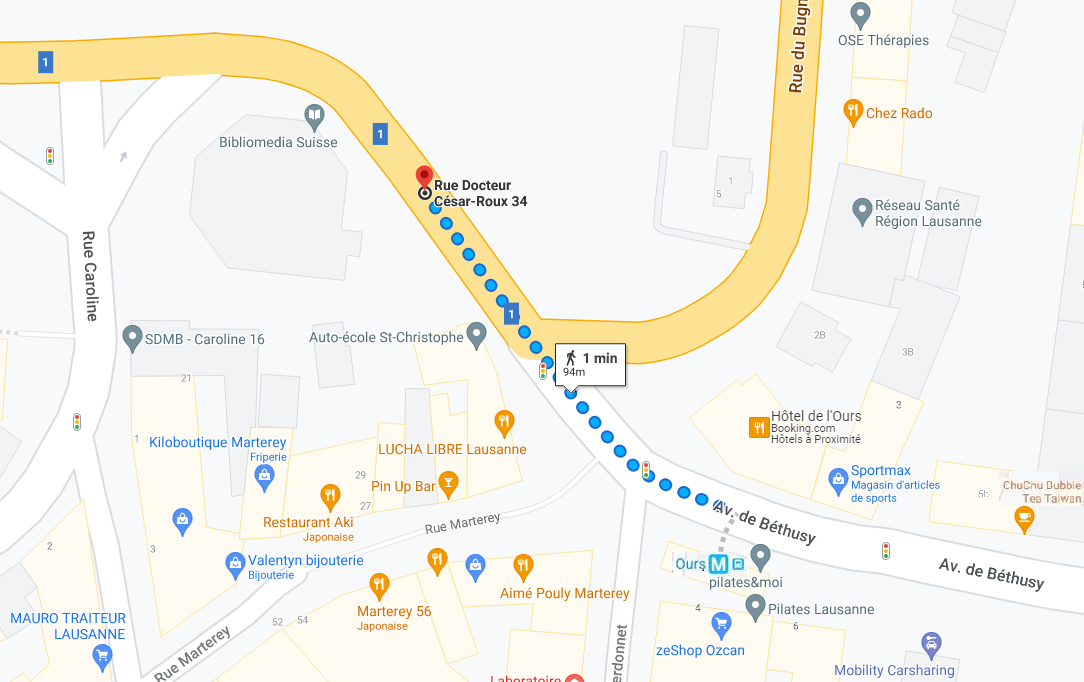 1
Rue du Bugn
OSE Thérapies
Chez Rado
1
Bibliomedia Suisse
Rue Docteur
César-Roux 34
1
5
Réseau Santé
Région Lausanne
Rue Caroline
1
SDMB - Caroline 16
Auto-école St-Christophe
2B
3B
1 min
94m
21
3
1
Hôtel de l'Ours
Booking.com
Hôtels à Proximité
Kiloboutique Marterey
Friperie
LUCHA LIBRE Lausanne
29
27
Pin Up Bar
Sportmax
Magasin d'articles
de sports
5b
ChuChu Bubble
Tea Taiwan
Restaurant Aki
Japonaise
Rue Marterey
Av. de Béthusy
2
3
Valentyn bijouterie
Bijouterie
Ours
M
pilates&moi
Av. de Béthusy
Aimé Pouly Marterey
Marterey 56
Japonaise
52
54
4
Pilates Lausanne
6
MAURO TRAITEUR
LAUSANNE
Rue Marterey
erdonnet
zeShop Ozcan
Mobility Carsharing
Laboratoire